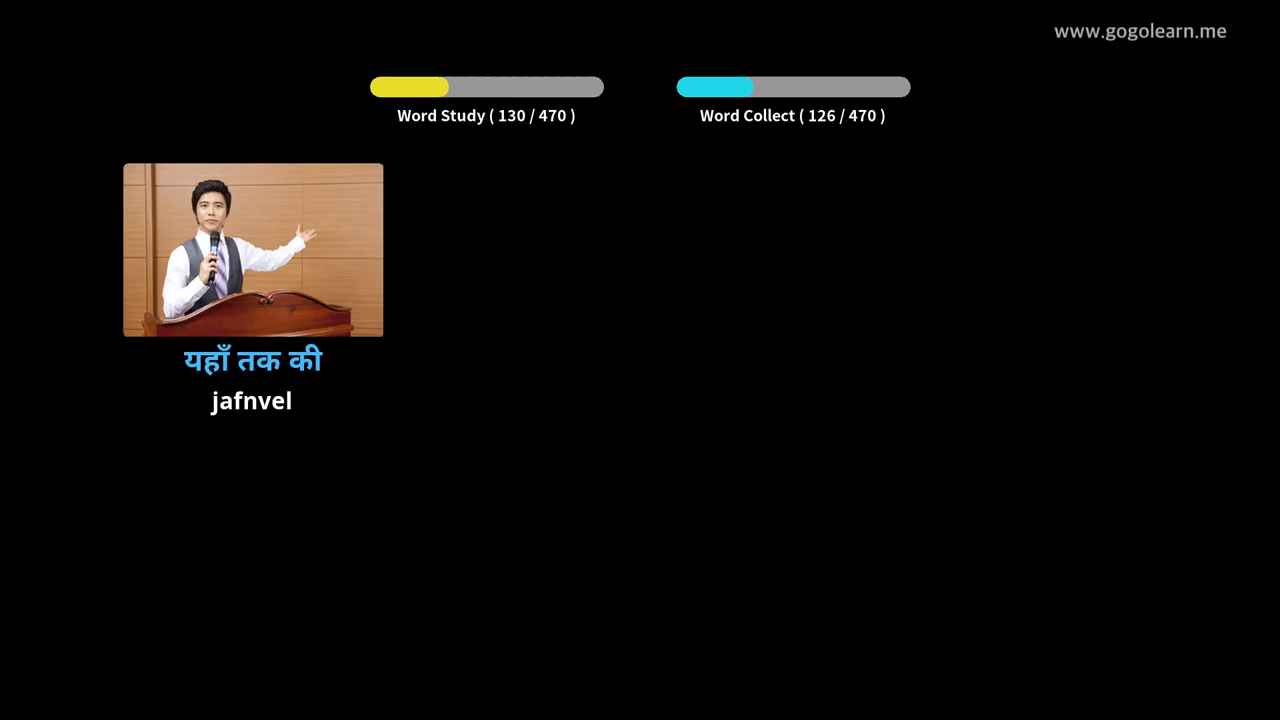 www.gogolearn.me
Word Study ( 130 / 470 )
Word Collect ( 126 / 470 )
यहाँ तक की
jafnvel